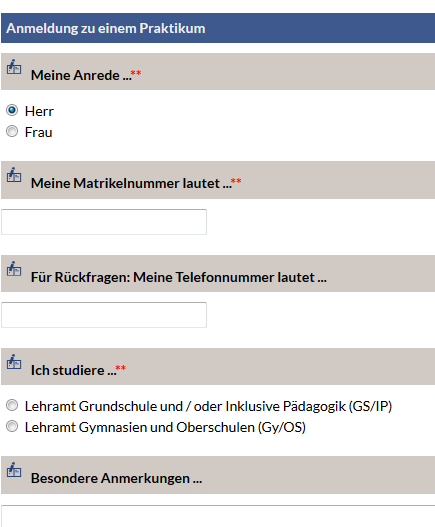 Anmeldung zu einem Praktikum
Meine Anrede ...**
Herr
Frau
Meine Matrikelnummer lautet ...**
Für Rückfragen: Meine Telefonnummer lautet ...
Ich studiere ...**
Lehramt Grundschule und / oder Inklusive Pädagogik (GS/IP)
Lehramt Gymnasien und Oberschulen (Gy/OS)
Besondere Anmerkungen ...